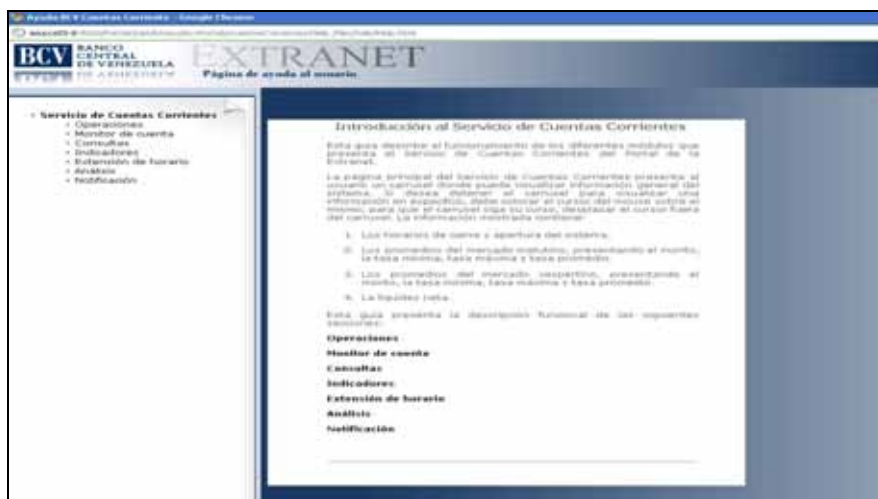 Ayuda BCV Cuentas Corriente - Google Chrome
BCV BANCO
CENTRAL
DE VENEZUELA
EXTRANET
Página de ayuda al usuario
Servicio de Cuentas Corrientes
Operaciones
Monitor de cuenta
Consultas
Indicadores
Extensión de horario
Análisis
Notificación
Introducción al Servicio de Cuentas Corrientes
Esta guía describe el funcionamiento de los diferentes módulos que
presenta el Servicio de Cuentas Corrientes del Portal de la
Extranet.
La página principal del Servicio de Cuentas Corrientes presenta al
usuario un carrusel donde puede visualizar información general del
sistema. Si desea detener el carrusel para visualizar una
información en específico, debe colocar el cursor del mouse sobre el
mismo, para que el carrusel siga su curso, desplazar el cursor fuera
del carrusel. La información mostrada contiene:
1. Los horarios de cierre y apertura del sistema.
2. Los promedios del mercado matutino, presentando el monto,
la tasa mínima, tasa máxima y tasa promedio.
3. Los promedios del mercado vespertino, presentando el
monto, la tasa mínima, tasa máxima y tasa promedio.
4. La liquidez neta.
Esta guía presenta la descripción funcional de las siguientes
secciones:
Operaciones
Monitor de cuenta
Consultas
Indicadores
Extensión de horario
Análisis
Notificación